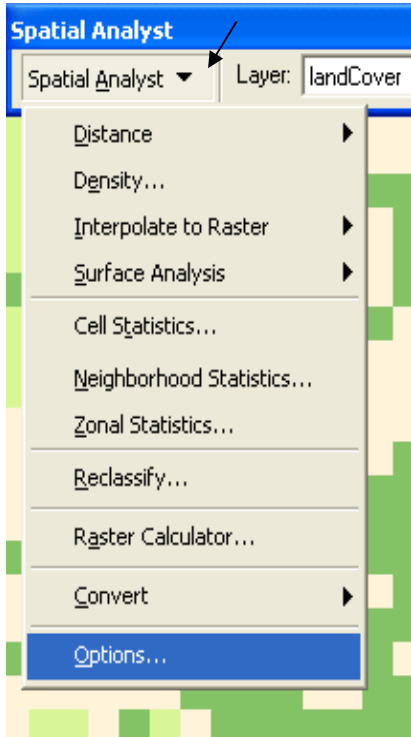 Spatial Analyst
Spatial Analyst Layer: landCover
Distance
Density...
Interpolate to Raster
Surface Analysis
Cell Statistics...
Neighborhood Statistics...
Zonal Statistics...
Reclassify...
Raster Calculator...
Convert
Options...